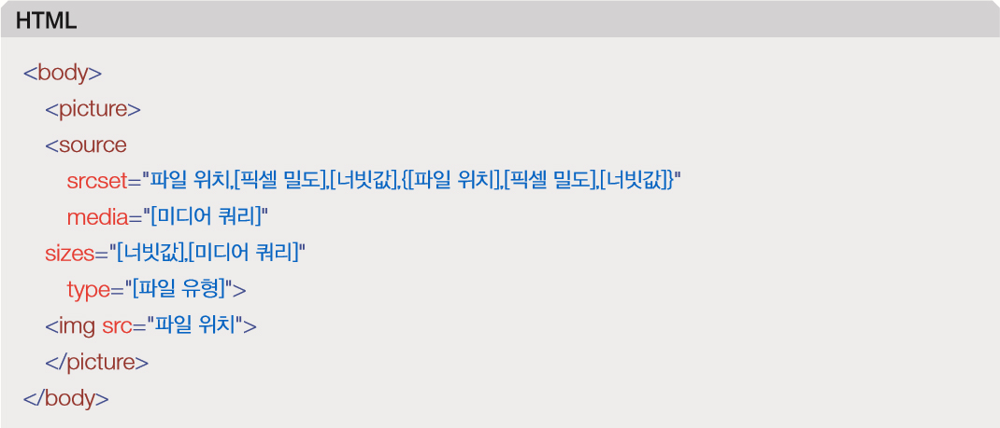 HTML
<body>
<picture>
<source
srcset="파일 위치,[픽셀 밀도],[너빗값],{[파일 위치],[픽셀 밀도],[너빗값]}"
media="[미디어 쿼리]"
sizes="[너빗값],[미디어 쿼리]"
type="[파일 유형]">
<img src="파일 위치">
</picture>
</body>